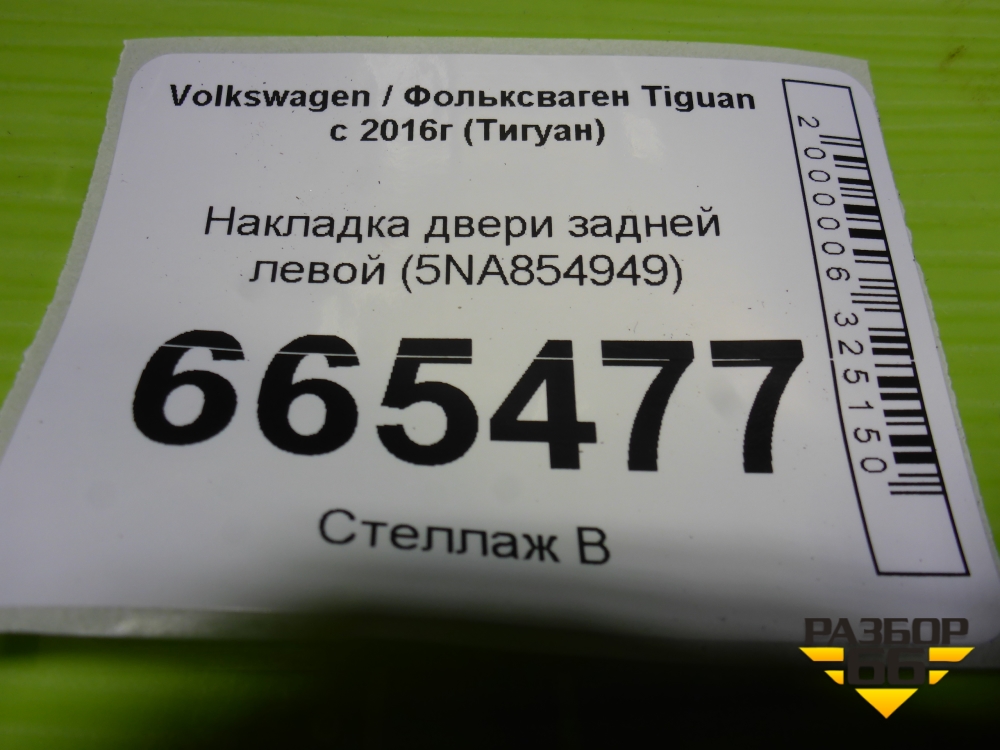 Volkswagen / Фольксваген Tiguan
с 2016г (Тигуан)
Накладка двери задней
левой (5NA854949)
665477
Стеллаж В
2000006325150
РАЗБОР
66